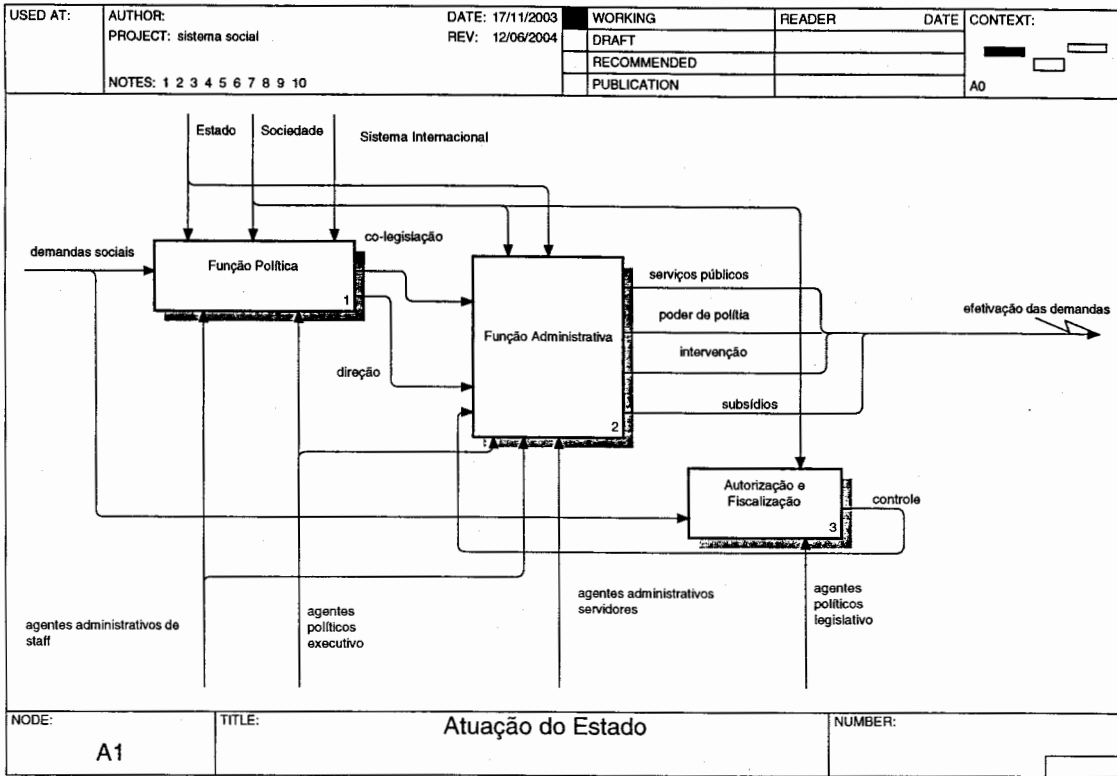 USED AT:
AUTHOR:
DATE: 17/11/2003
PROJECT: sistema social
REV: 12/06/2004
NOTES: 1 2 3 4 5 6 7 8 9 10
WORKING
DRAFT
RECOMMENDED
PUBLICATION
READER DATE
CONTEXT:
A0
Estado
Sociedade
Sistema Internacional
demandas sociais
Função Política
1
co-legislação
direção
Função Administrativa
2
serviços públicos
poder de polítia
intervenção
subsídios
efetivação das demandas
Autorização e
Fiscalização
3
controle
agentes administrativos de
staff
agentes
políticos
executivo
agentes administrativos
servidores
agentes
políticos
legislativo
NODE:
A1
TITLE:
Atuação do Estado
NUMBER: